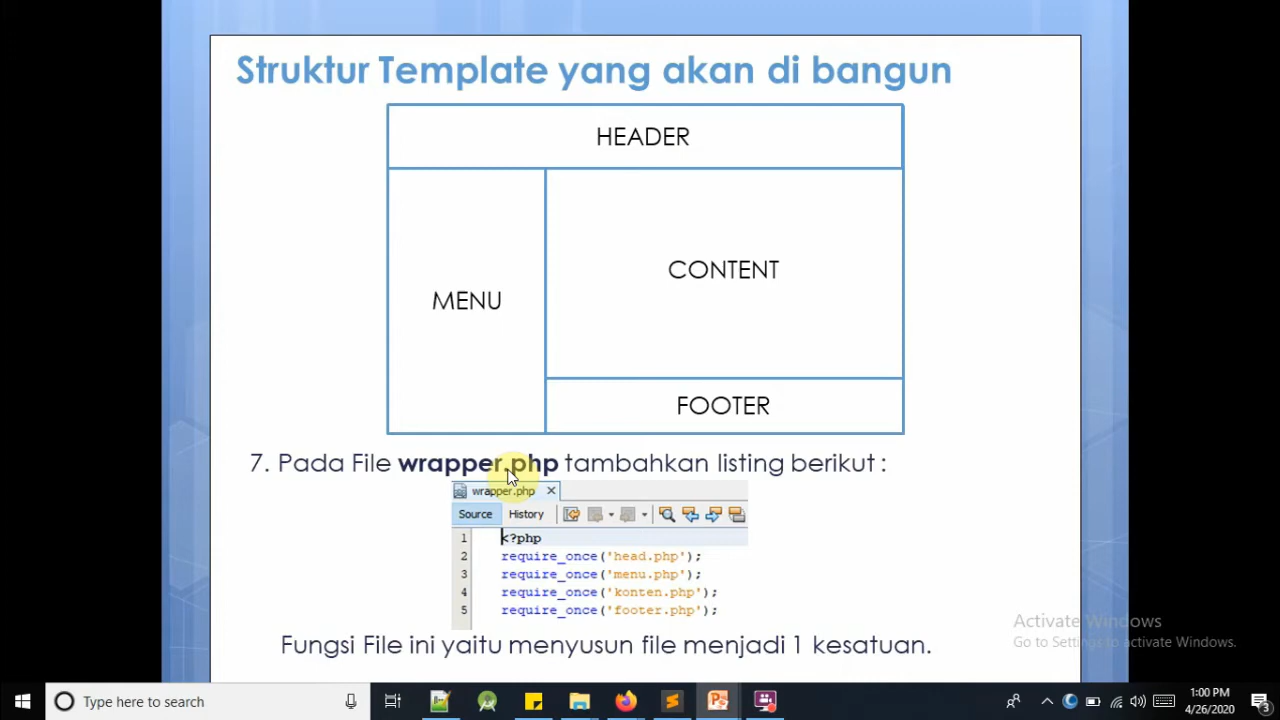 Struktur Template yang akan di bangun
HEADER
MENU
CONTENT
FOOTER
7. Pada File wrapper.php tambahkan listing berikut :
wrapper.php
Source History
1 <?php
2 require_once('head.php');
3 require_once('menu.php');
4 require_once('konten.php');
5 require_once('footer.php');
Fungsi File ini yaitu menyusun file menjadi 1 kesatuan.
Activate Windows
Go to Settings to activate Windows.
Type here to search
1:00 PM
4/26/2020
3